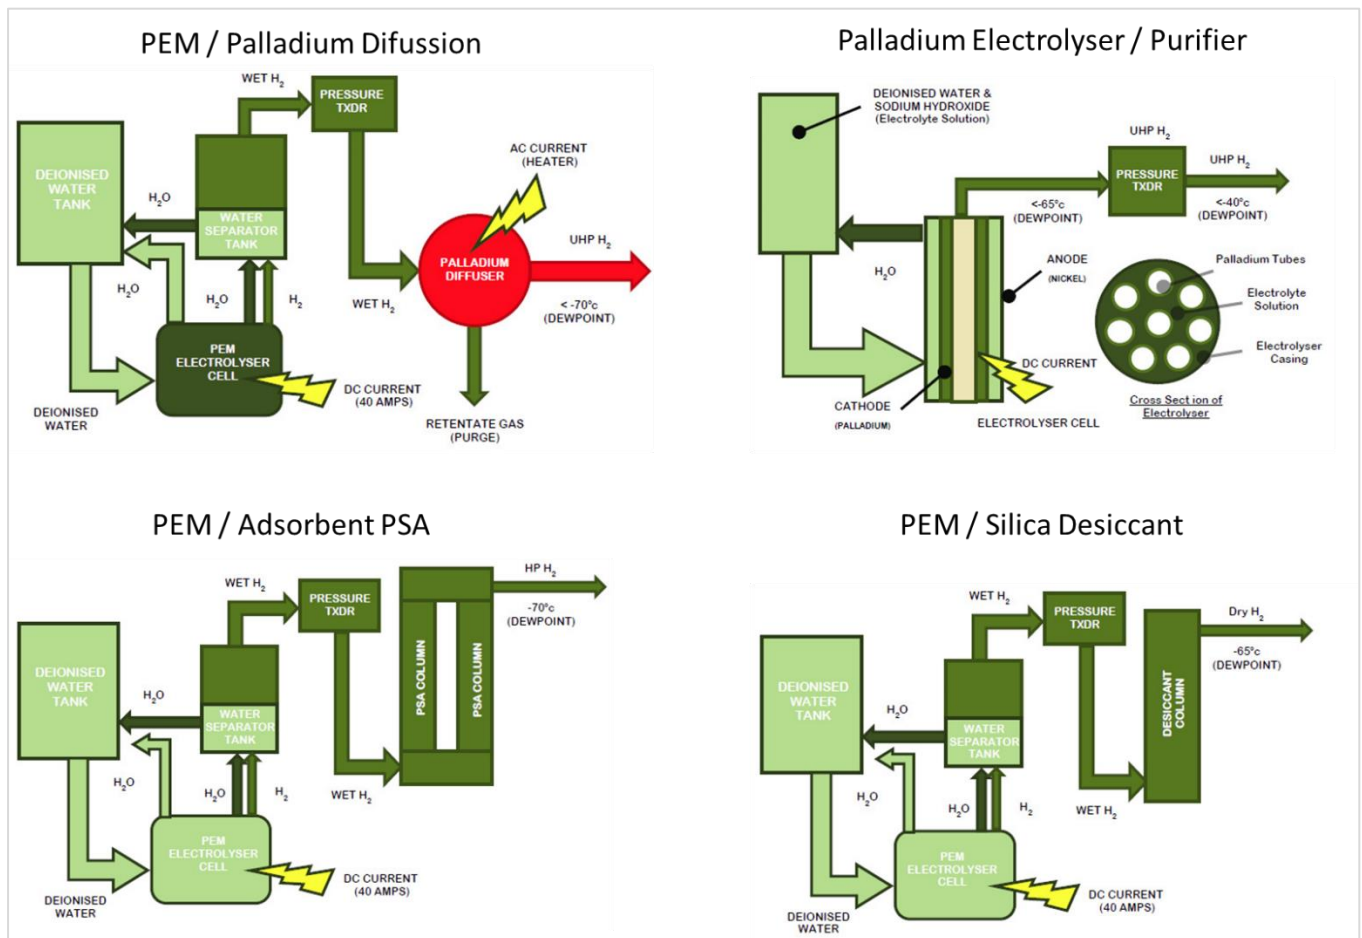 PEM / Palladium Difussion
WET H₂
PRESSURE
TXDR
DEIONISED
WATER
TANK
H₂O
WATER
SEPARATOR
TANK
AC CURRENT
(HEATER)
PALLADIUM
DIFFUSER
UHP H₂
< -70°c
(DEWPOINT)
WET H₂
H₂O
H₂O
H₂
PEM
ELECTROLYSER
CELL
DC CURRENT
(40 AMPS)
DEIONISED
WATER
RETENTATE GAS
(PURGE)
Palladium Electrolyser / Purifier
DEIONISED WATER &
SODIUM HYDROXIDE
(Electrolyte Solution)
UHP H₂
PRESSURE
TXDR
UHP H₂
<-65°c
(DEWPOINT)
<-40°c
(DEWPOINT)
H₂O
ANODE
(NICKEL)
Palladium Tubes
Electrolyte
Solution
Electrolyser
Casing
DC CURRENT
CATHODE
(PALLADIUM)
ELECTROLYSER CELL
Cross Sect ion of
Electrolyser
PEM / Adsorbent PSA
WET H₂
PRESSURE
TXDR
HP H₂
-70°c
(DEWPOINT)
DEIONISED
WATER
TANK
H₂O
WATER
SEPARATOR
TANK
PSA COLUMN
PSA COLUMN
H₂O
H₂O
H₂
WET H₂
PEM
ELECTROLYSER
CELL
DC CURRENT
(40 AMPS)
DEIONISED
WATER
PEM / Silica Desiccant
WET H₂
PRESSURE
TXDR
Dry H₂
-65°c
(DEWPOINT)
DEIONISED
WATER
TANK
H₂O
WATER
SEPARATOR
TANK
DESICCANT
COLUMN
H₂O
H₂O
H₂
WET H₂
PEM
ELECTROLYSER
CELL
DC CURRENT
(40 AMPS)
DEIONISED
WATER